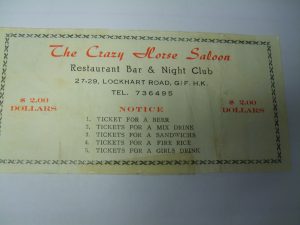 The Crazy Horse Saloon
Restaurant Bar & Night Club
27-29, LOCKHART ROAD, G/F. H.K.
TEL. 736495
$ 2.00
DOLLARS
NOTICE
$ 2.00
DOLLARS
1. TICKET FOR A BERR
3. TICKETS FOR A MIX DRINK
2. TICKETS FOR A SANDWICHS
4. TICKETS FOR A FIRE RICE
5. TICKETS FOR A GIRLS DRINK